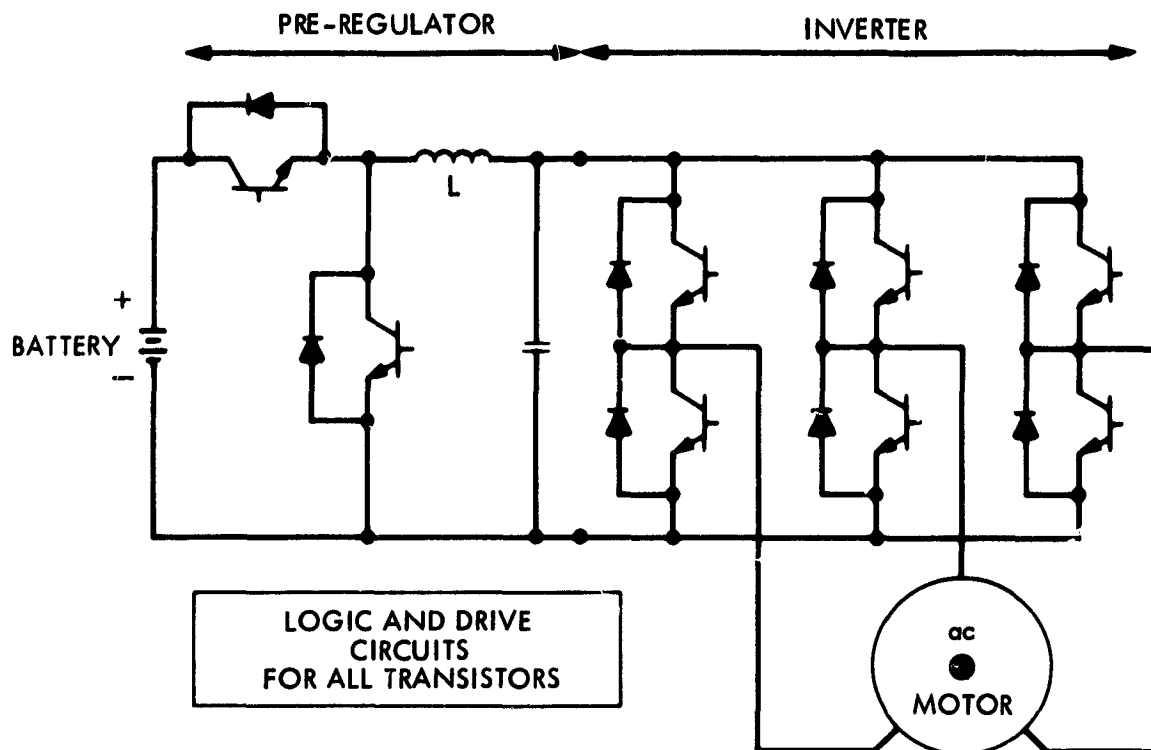 PRE-REGULATOR
INVERTER
L
+
BATTERY
−
LOGIC AND DRIVE
CIRCUITS
FOR ALL TRANSISTORS
ac
MOTOR